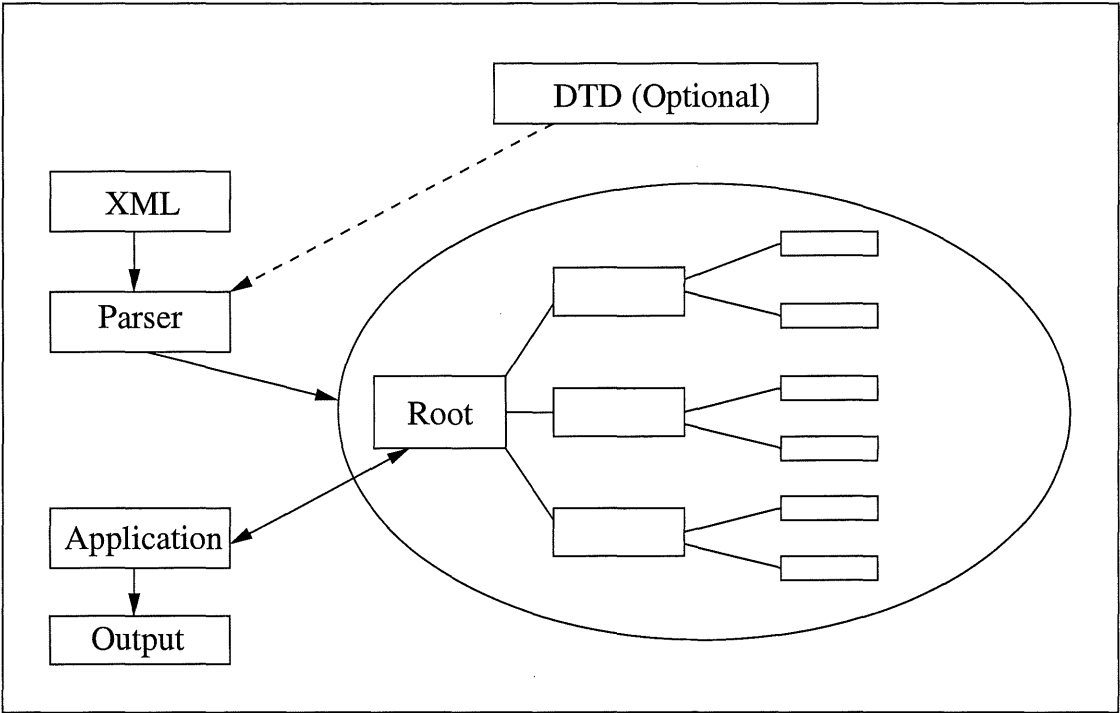 DTD (Optional)
XML
Parser
Root
Application
Output